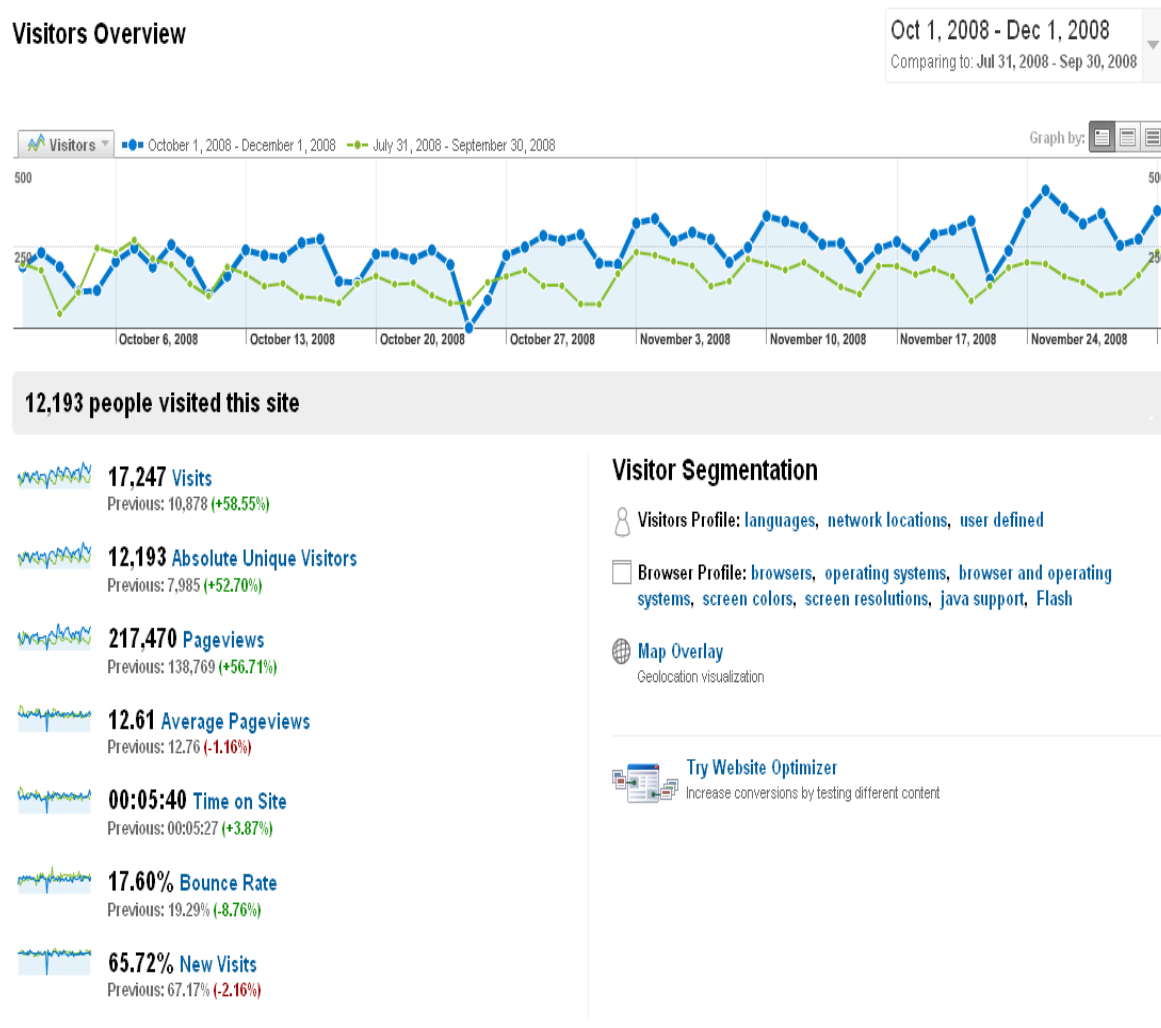 Visitors Overview
Oct 1, 2008 - Dec 1, 2008
Comparing to: Jul 31, 2008 - Sep 30, 2008
Visitors October 1, 2008 - December 1, 2008 July 31, 2008 - September 30, 2008
Graph by:
500
250
October 6, 2008 October 13, 2008 October 20, 2008 October 27, 2008 November 3, 2008 November 10, 2008 November 17, 2008 November 24, 2008
12,193 people visited this site
17,247 Visits
Previous: 10,878 (+58.55%)
12,193 Absolute Unique Visitors
Previous: 7,985 (+52.70%)
217,470 Pageviews
Previous: 138,769 (+56.71%)
12.61 Average Pageviews
Previous: 12.76 (-1.16%)
00:05:40 Time on Site
Previous: 00:05:27 (+3.87%)
17.60% Bounce Rate
Previous: 19.29% (-8.76%)
65.72% New Visits
Previous: 67.17% (-2.16%)
Visitor Segmentation
Visitors Profile: languages, network locations, user defined
Browser Profile: browsers, operating systems, browser and operating
systems, screen colors, screen resolutions, java support, Flash
Map Overlay
Geolocation visualization
Try Website Optimizer
Increase conversions by testing different content